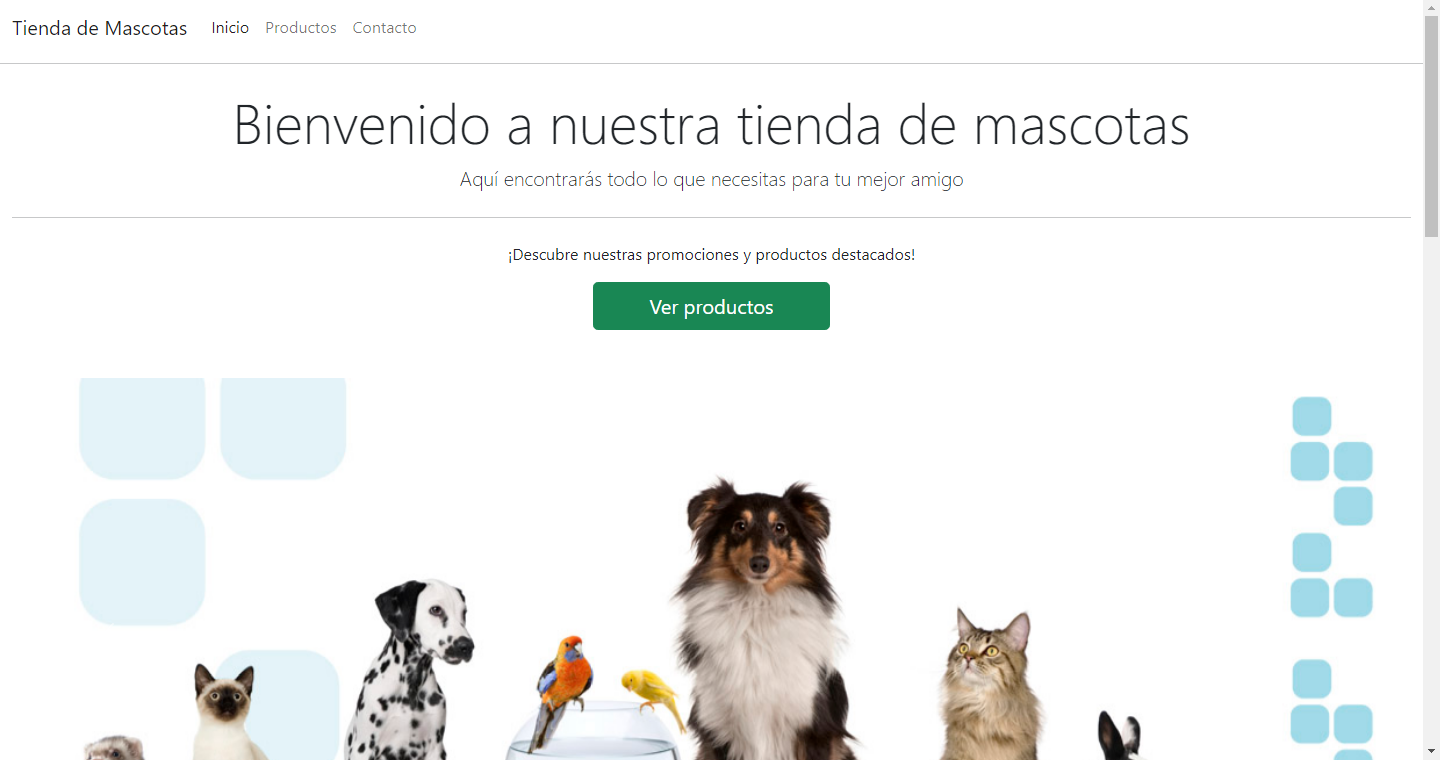 Tienda de Mascotas Inicio Productos Contacto
Bienvenido a nuestra tienda de mascotas
Aquí encontrarás todo lo que necesitas para tu mejor amigo
¡Descubre nuestras promociones y productos destacados!
Ver productos